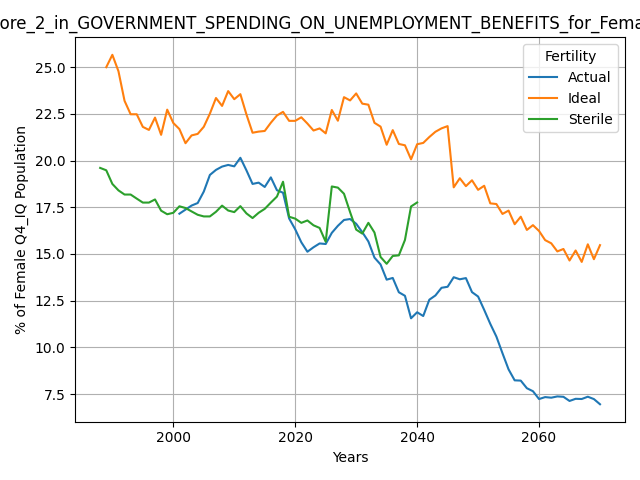 ore_2_in_GOVERNMENT_SPENDING_ON_UNEMPLOYMENT_BENEFITS_for_Fema
Fertility
Actual
Ideal
Sterile
% of Female Q4_IQ Population
25.0
22.5
20.0
17.5
15.0
12.5
10.0
7.5
2000
2020
2040
2060
Years